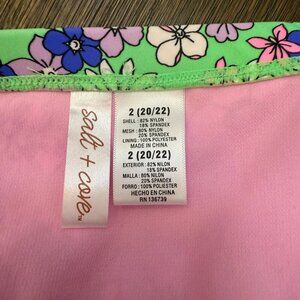 salt + cove™
2 (20/22)
SHELL : 82% NYLON
18% SPANDEX
MESH : 80% NYLON
20% SPANDEX
LINING : 100% POLYESTER
MADE IN CHINA
2 (20/22)
EXTERIOR : 82% NILON
18% SPANDEX
MALLA : 80% NILON
20% SPANDEX
FORRO : 100% POLYESTER
HECHO EN CHINA
RN 136739